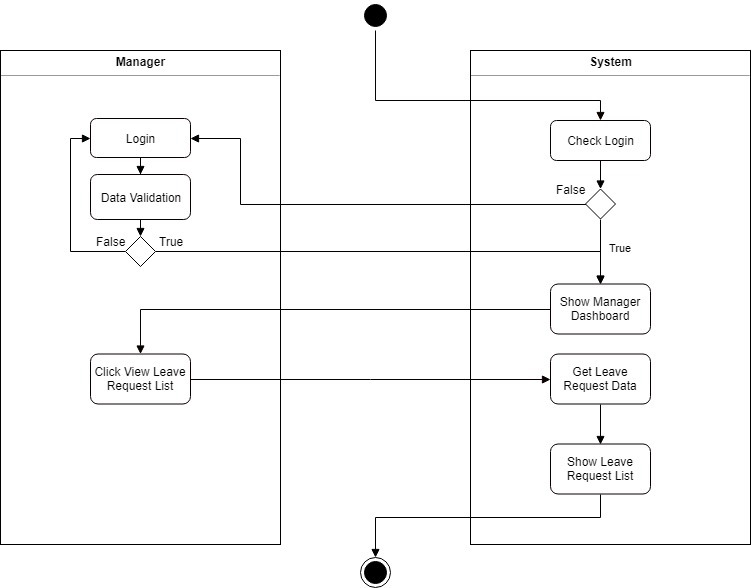 Manager
System
Login
Check Login
Data Validation
False
False
True
True
Show Manager
Dashboard
Click View Leave
Request List
Get Leave
Request Data
Show Leave
Request List